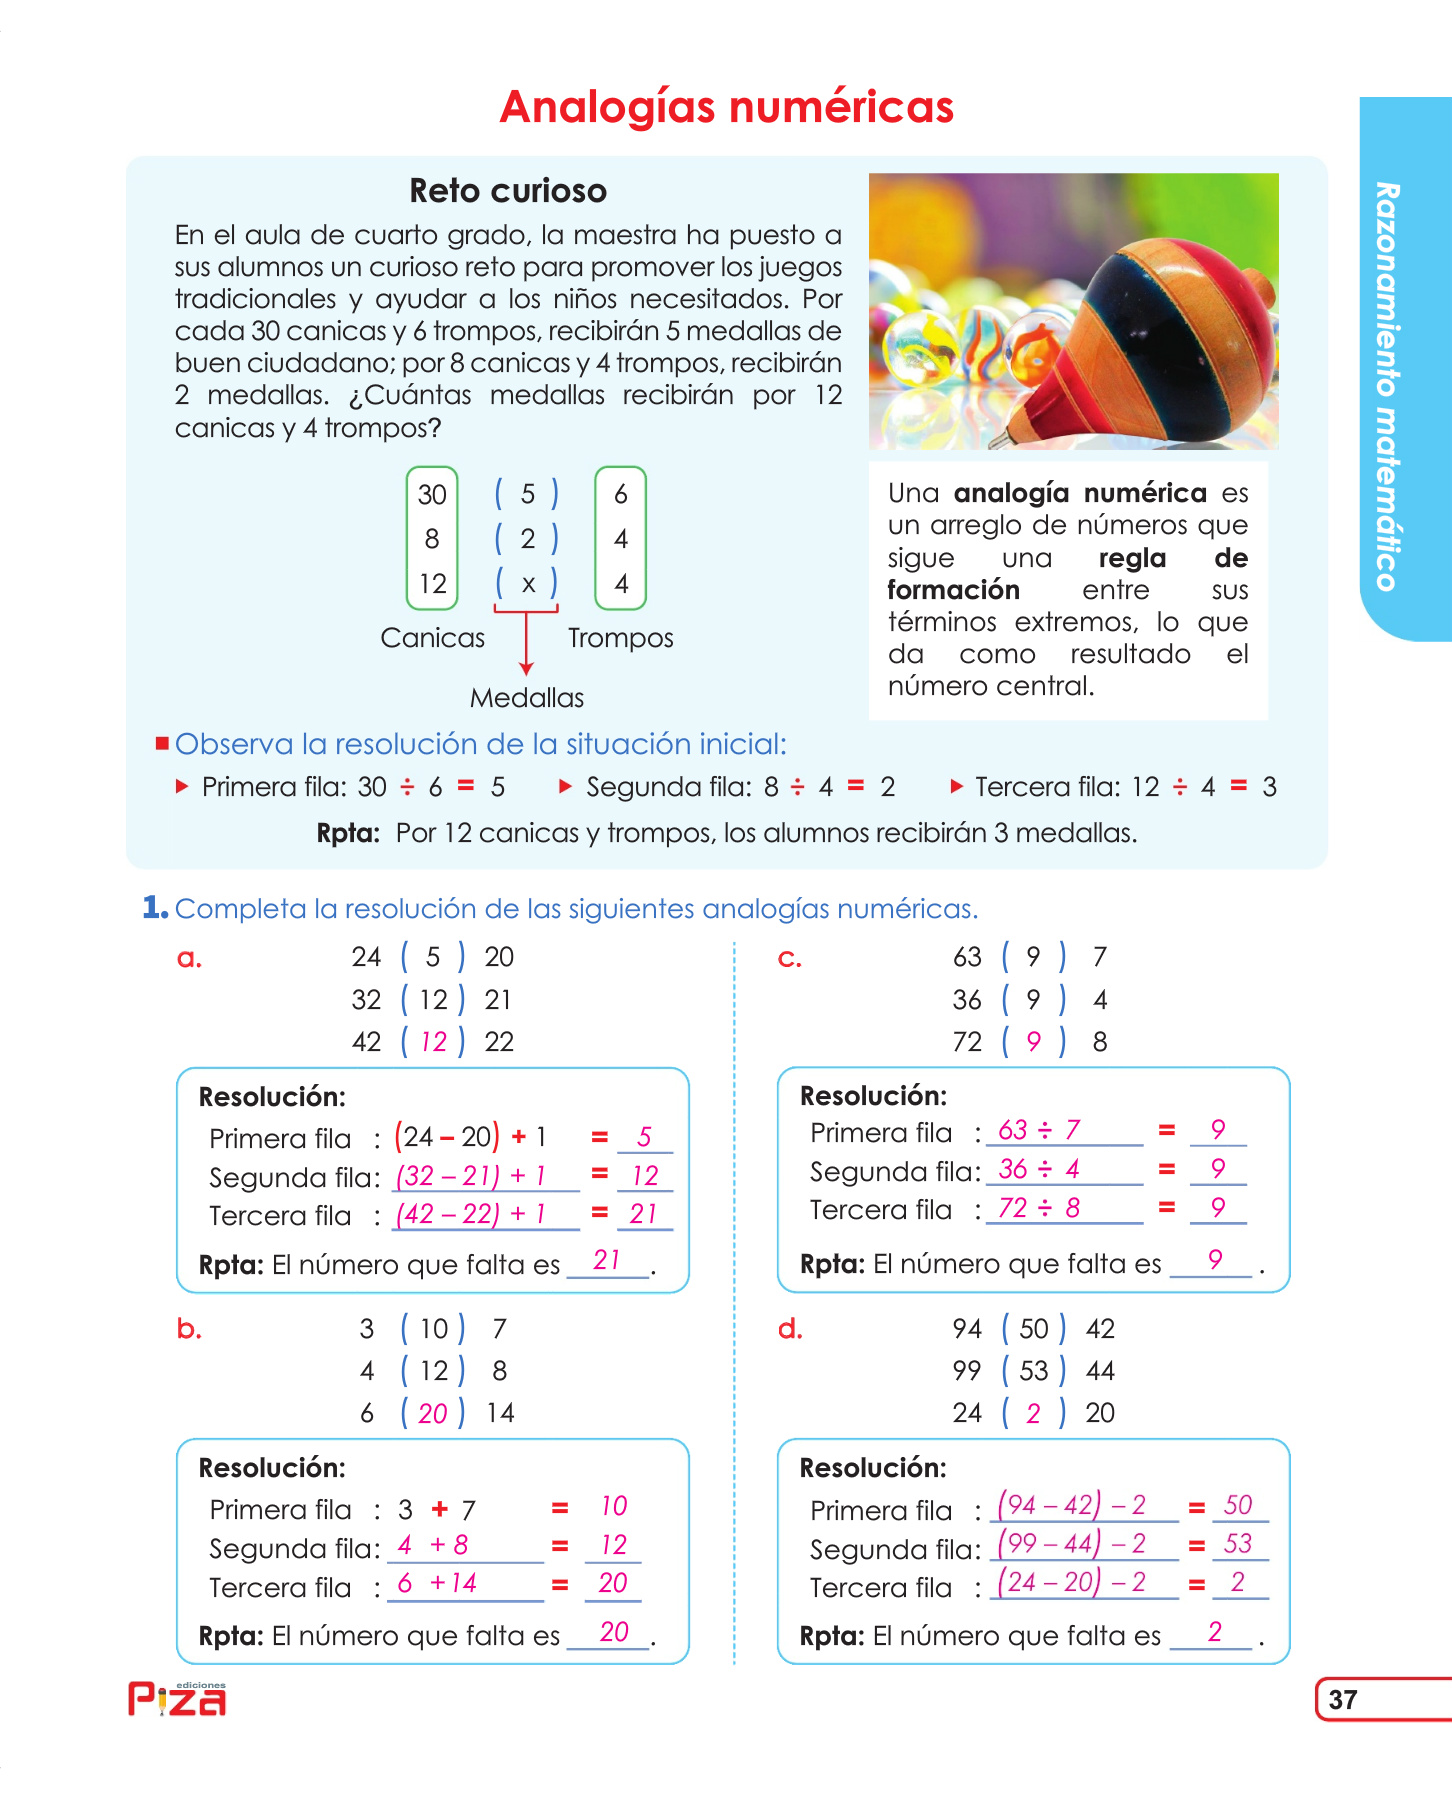 Analogías numéricas
Razonamiento matemático
Reto curioso
En el aula de cuarto grado, la maestra ha puesto a
sus alumnos un curioso reto para promover los juegos
tradicionales y ayudar a los niños necesitados. Por
cada 30 canicas y 6 trompos, recibirán 5 medallas de
buen ciudadano; por 8 canicas y 4 trompos, recibirán
2 medallas. ¿Cuántas medallas recibirán por 12
canicas y 4 trompos?
30 ( 5 ) 6
8 ( 2 ) 4
12 ( x ) 4
Canicas Trompos
Medallas
Una analogía numérica es
un arreglo de números que
sigue una regla de
formación entre sus
términos extremos, lo que
da como resultado el
número central.
Observa la resolución de la situación inicial:
Primera fila: 30 ÷ 6 = 5 Segunda fila: 8 ÷ 4 = 2 Tercera fila: 12 ÷ 4 = 3
Rpta: Por 12 canicas y trompos, los alumnos recibirán 3 medallas.
1. Completa la resolución de las siguientes analogías numéricas.
a. 24 ( 5 ) 20
32 ( 12 ) 21
42 ( 12 ) 22
Resolución:
Primera fila : (24 – 20) + 1 = 5
Segunda fila: (32 – 21) + 1 = 12
Tercera fila : (42 – 22) + 1 = 21
Rpta: El número que falta es 21.
b. 3 ( 10 ) 7
4 ( 12 ) 8
6 ( 20 ) 14
Resolución:
Primera fila : 3 + 7 = 10
Segunda fila: 4 + 8 = 12
Tercera fila : 6 + 14 = 20
Rpta: El número que falta es 20.
c. 63 ( 9 ) 7
36 ( 9 ) 4
72 ( 9 ) 8
Resolución:
Primera fila : 63 ÷ 7 = 9
Segunda fila: 36 ÷ 4 = 9
Tercera fila : 72 ÷ 8 = 9
Rpta: El número que falta es 9.
d. 94 ( 50 ) 42
99 ( 53 ) 44
24 ( 2 ) 20
Resolución:
Primera fila : (94 – 42) – 2 = 50
Segunda fila: (99 – 44) – 2 = 53
Tercera fila : (24 – 20) – 2 = 2
Rpta: El número que falta es 2.
ediciones
Piza
37